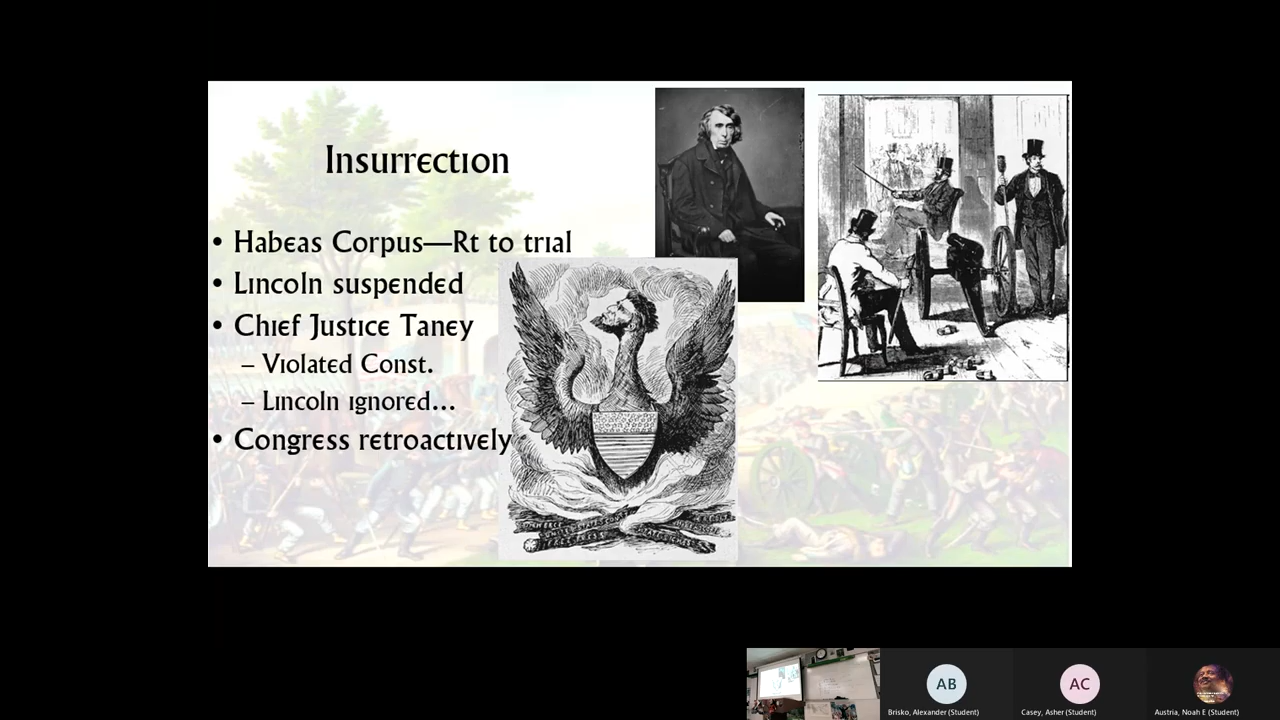 Insurrection
• Habeas Corpus—Rt to trial
• Lincoln suspended
• Chief Justice Taney
– Violated Const.
– Lincoln ignored...
• Congress retroactively
AB
AC
Brisko, Alexander (Student)
Casey, Asher (Student)
Austria, Noah E (Student)